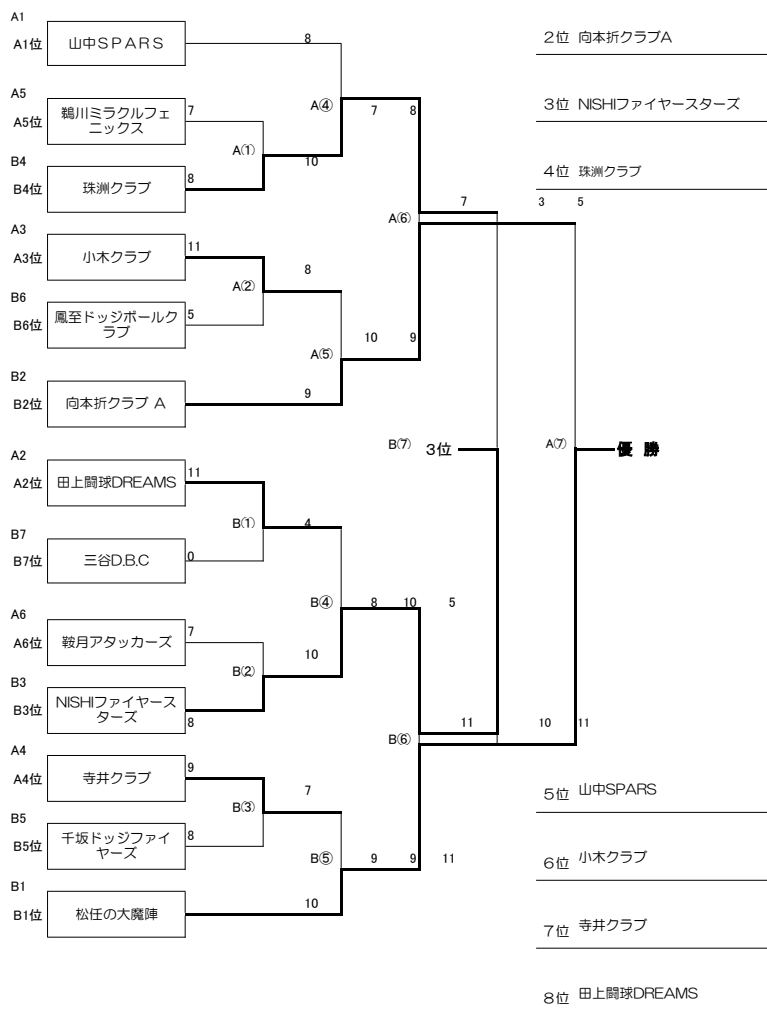 A1
A1位
山中ＳＰＡＲＳ
8
2位 向本折クラブA
A5
A5位
鵜川ミラクルフェ
ニックス
7
A④
7 8
3位 NISHIファイヤースターズ
A①
10
B4
B4位
珠洲クラブ
8
4位 珠洲クラブ
7 3 5
A⑥
A3
A3位
小木クラブ
11
8
A②
B6
B6位
鳳至ドッジボールク
ラブ
5
A⑤
10 9
B2
B2位
向本折クラブ A
9
B⑦ 3位
A⑦ 優 勝
A2
A2位
田上闘球DREAMS
11
B①
4
B7
B7位
三谷D.B.C
0
B④
8 10 5
A6
A6位
鞍月アタッカーズ
7
10
B②
B3
B3位
NISHIファイヤース
ターズ
8
11 10 11
B⑥
A4
A4位
寺井クラブ
9
7
5位 山中SPARS
B③
B5
B5位
千坂ドッジファイ
ヤーズ
8
B⑤
9 9 11
6位 小木クラブ
B1
B1位
松任の大魔陣
10
7位 寺井クラブ
8位 田上闘球DREAMS